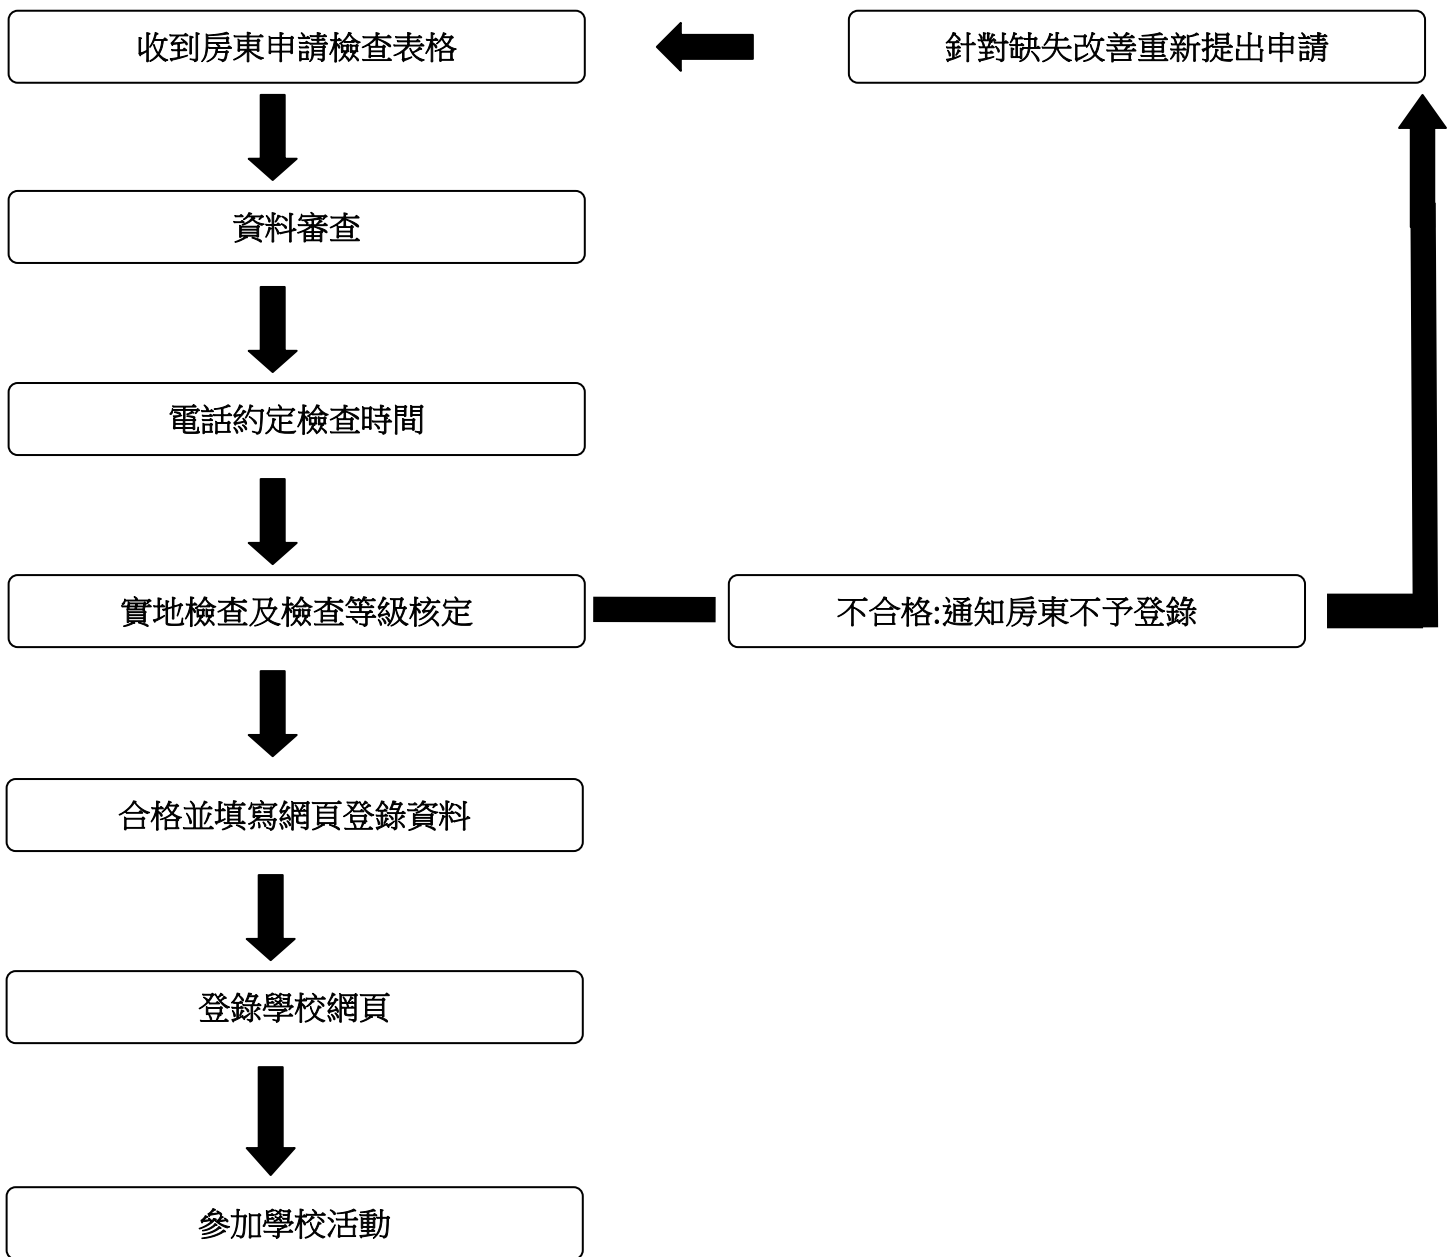 收到房東申請檢查表格
針對缺失改善重新提出申請
資料審查
電話約定檢查時間
實地檢查及檢查等級核定
不合格:通知房東不予登錄
合格並填寫網頁登錄資料
登錄學校網頁
參加學校活動